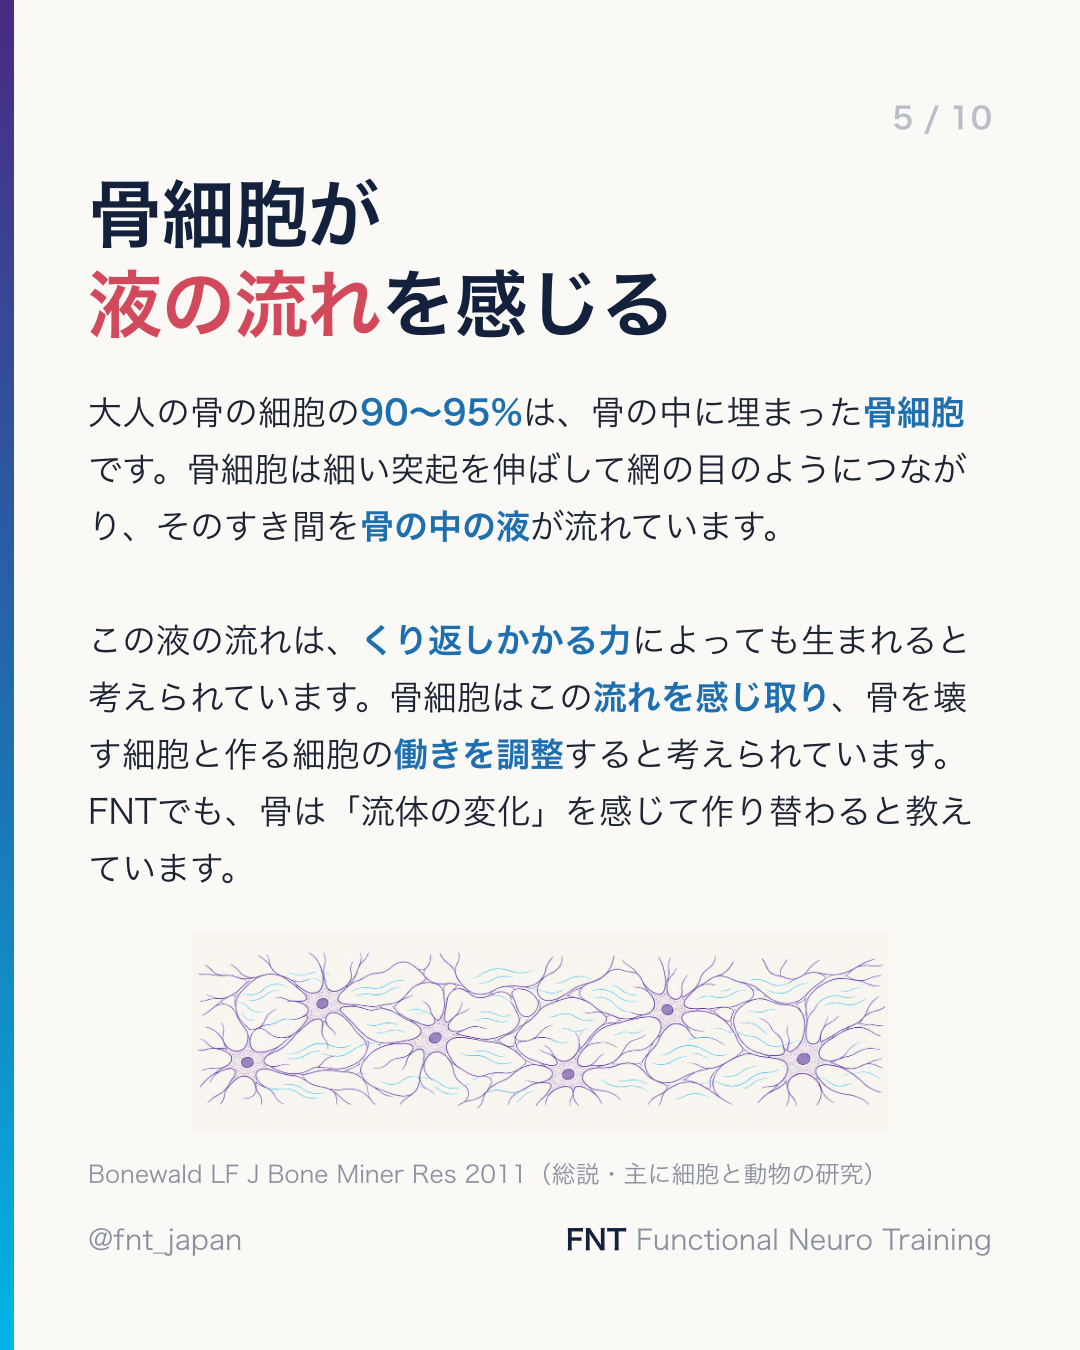 5 / 10
骨細胞が
液の流れを感じる
大人の骨の細胞の90〜95%は、骨の中に埋まった骨細胞
です。骨細胞は細い突起を伸ばして網の目のようにつなが
り、そのすき間を骨の中の液が流れています。
この液の流れは、くり返しかかる力によっても生まれると
考えられています。骨細胞はこの流れを感じ取り、骨を壊
す細胞と作る細胞の働きを調整すると考えられています。
FNTでも、骨は「流体の変化」を感じて作り替わると教え
ています。
Bonewald LF J Bone Miner Res 2011（総説・主に細胞と動物の研究）
@fnt_japan
FNT Functional Neuro Training